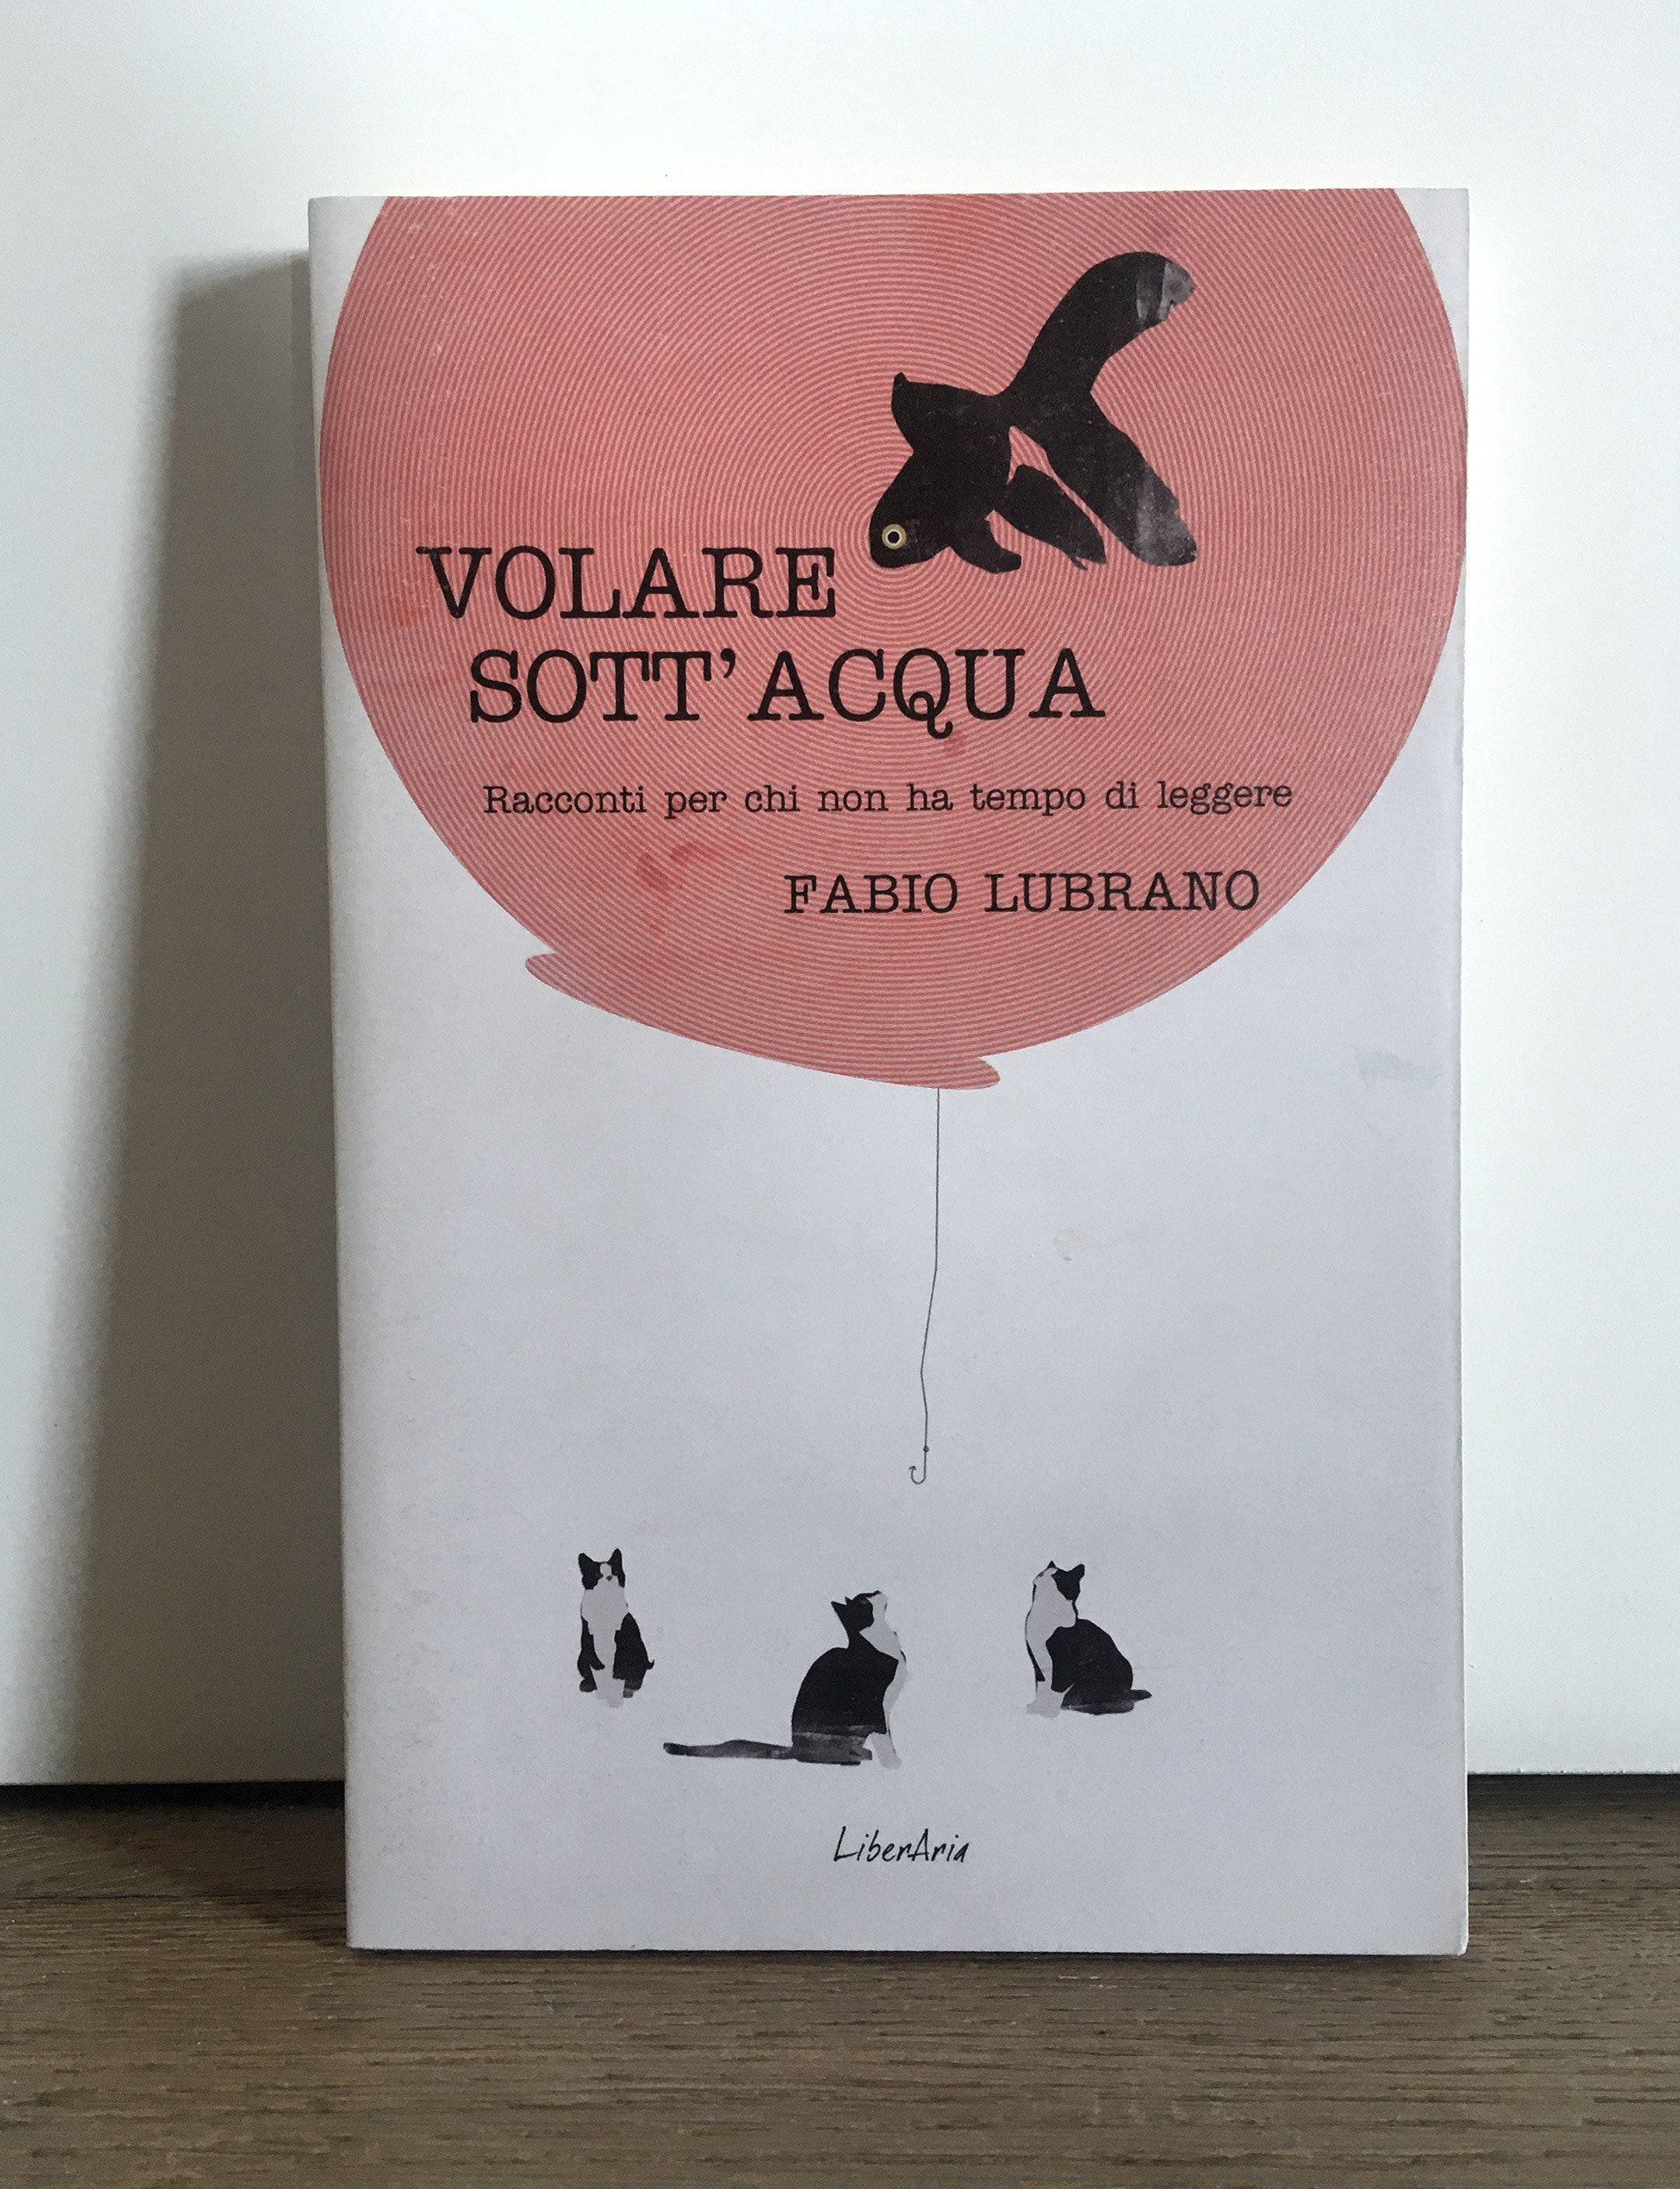 VOLARE
SOTT'ACQUA
Racconti per chi non ha tempo di leggere
FABIO LUBRANO
LiberAria